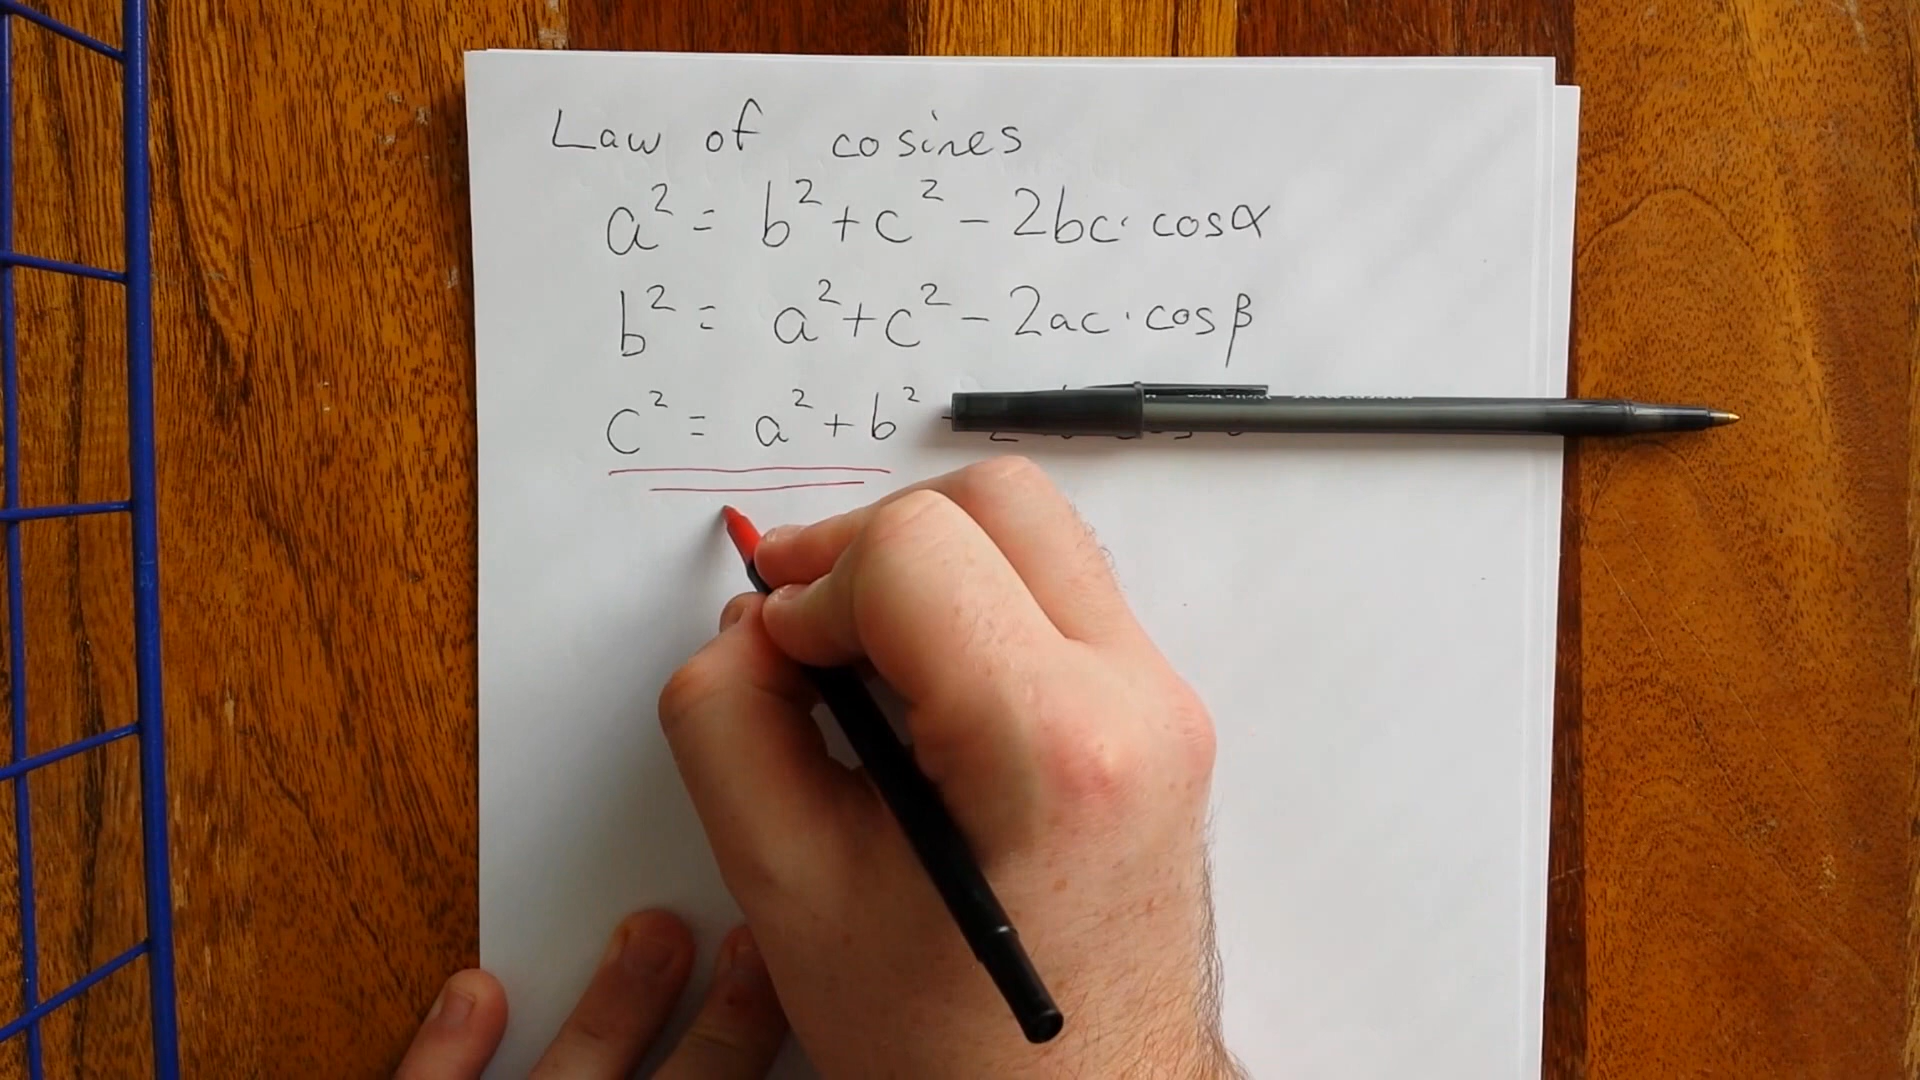 Law of cosines
a² = b² + c² - 2bc · cosα
b² = a² + c² - 2ac · cosβ
c² = a² + b²